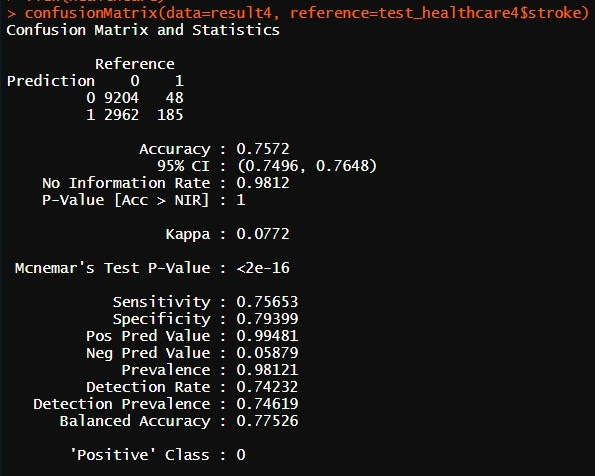 > confusionMatrix(data=result4, reference=test_healthcare4$stroke)
Confusion Matrix and Statistics
Reference
Prediction 0 1
0 9204 48
1 2962 185
Accuracy : 0.7572
95% CI : (0.7496, 0.7648)
No Information Rate : 0.9812
P-Value [Acc > NIR] : 1
Kappa : 0.0772
Mcnemar's Test P-Value : <2e-16
Sensitivity : 0.75653
Specificity : 0.79399
Pos Pred Value : 0.99481
Neg Pred Value : 0.05879
Prevalence : 0.98121
Detection Rate : 0.74232
Detection Prevalence : 0.74619
Balanced Accuracy : 0.77526
'Positive' Class : 0